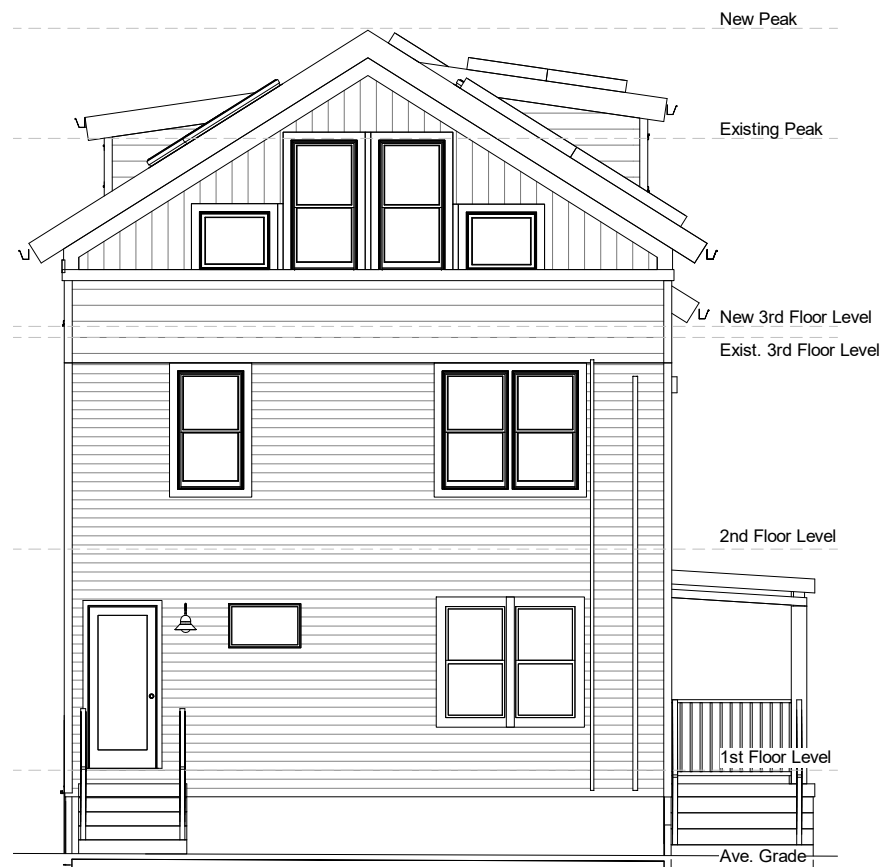 New Peak
Existing Peak
New 3rd Floor Level
Exist. 3rd Floor Level
2nd Floor Level
1st Floor Level
Ave. Grade